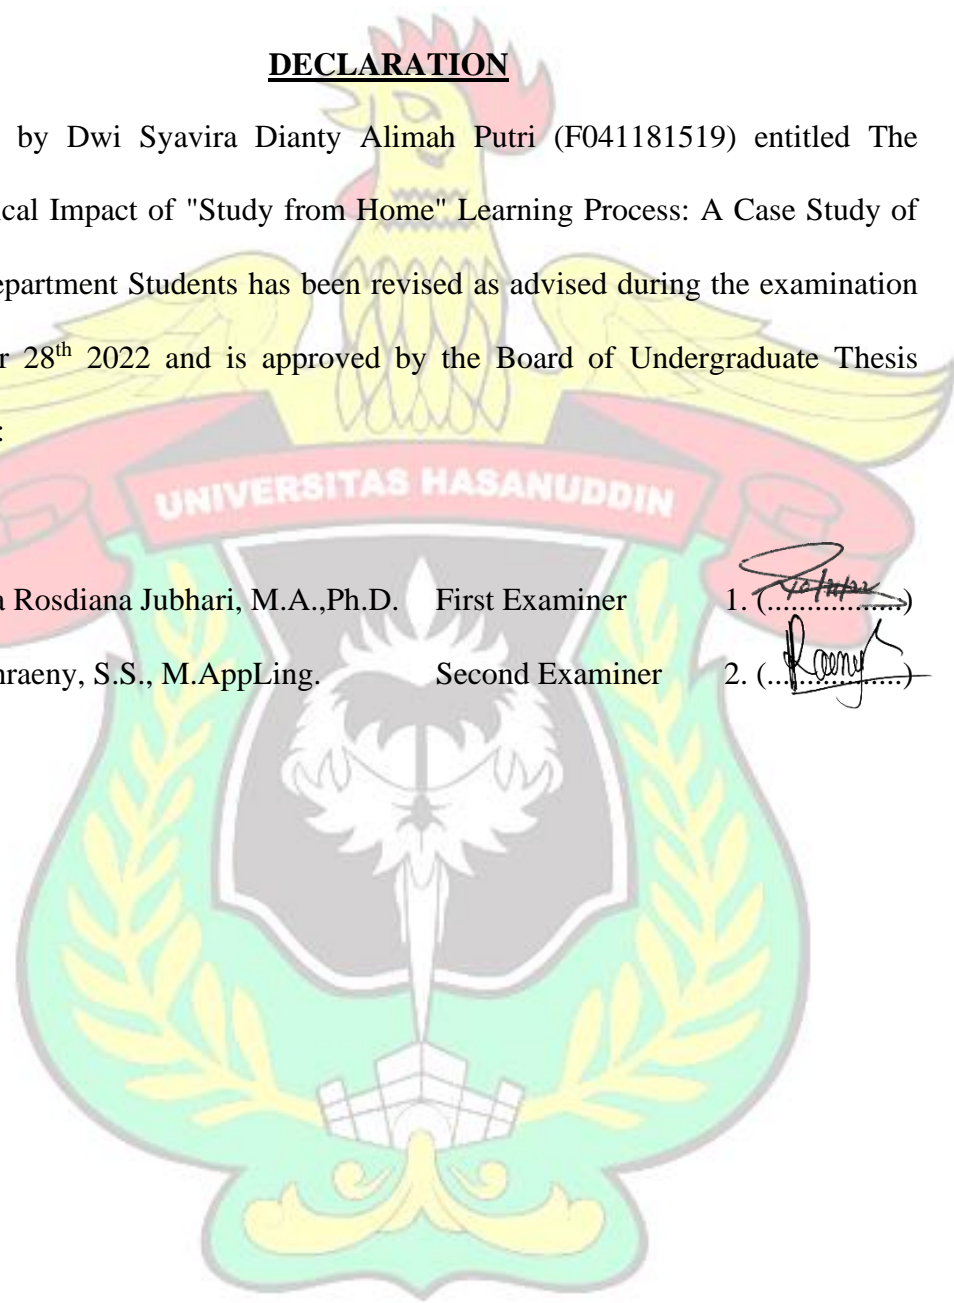 DECLARATION
by Dwi Syavira Dianty Alimah Putri (F041181519) entitled The
ical Impact of "Study from Home" Learning Process: A Case Study of
epartment Students has been revised as advised during the examination
r 28th 2022 and is approved by the Board of Undergraduate Thesis
:
UNIVERSITAS HASANUDDIN
a Rosdiana Jubhari, M.A.,Ph.D. First Examiner 1. (.................)
nraeny, S.S., M.AppLing. Second Examiner 2. (.................)